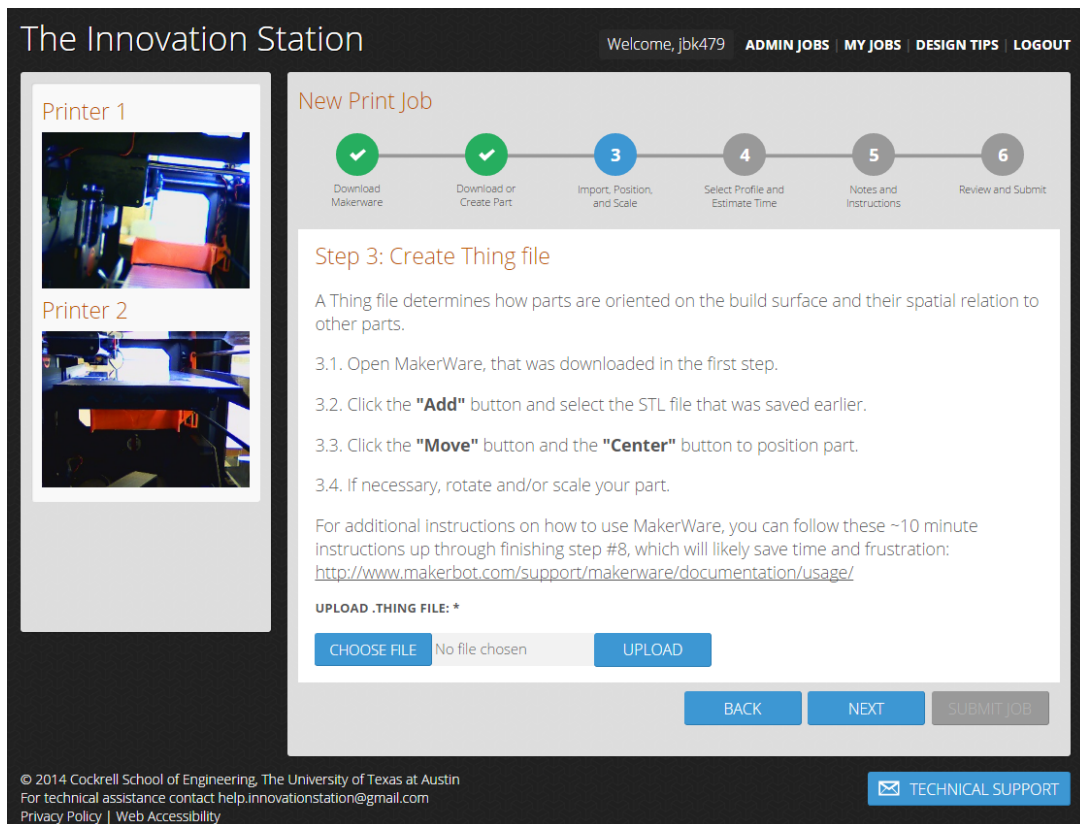 The Innovation Station
Welcome, jbk479 ADMIN JOBS | MY JOBS | DESIGN TIPS | LOGOUT
Printer 1
Printer 2
New Print Job
3 4 5 6
Download
Makerware
Download or
Create Part
Import, Position,
and Scale
Select Profile and
Estimate Time
Notes and
Instructions
Review and Submit
Step 3: Create Thing file
A Thing file determines how parts are oriented on the build surface and their spatial relation to
other parts.
3.1. Open MakerWare, that was downloaded in the first step.
3.2. Click the "Add" button and select the STL file that was saved earlier.
3.3. Click the "Move" button and the "Center" button to position part.
3.4. If necessary, rotate and/or scale your part.
For additional instructions on how to use MakerWare, you can follow these ~10 minute
instructions up through finishing step #8, which will likely save time and frustration:
http://www.makerbot.com/support/makerware/documentation/usage/
UPLOAD .THING FILE: *
CHOOSE FILE No file chosen UPLOAD
BACK NEXT SUBMIT JOB
© 2014 Cockrell School of Engineering, The University of Texas at Austin
For technical assistance contact help.innovationstation@gmail.com
Privacy Policy | Web Accessibility
TECHNICAL SUPPORT